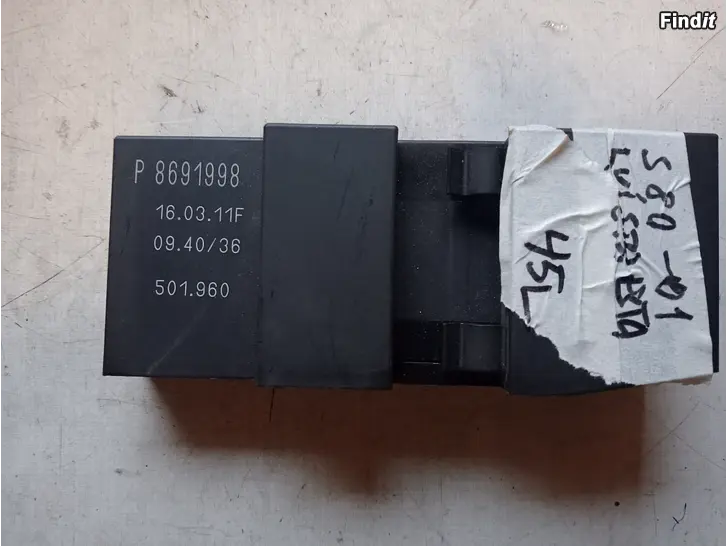 Findit
P 8691998
16.03.11F
09.40/36
501.960
S80 -01
45L